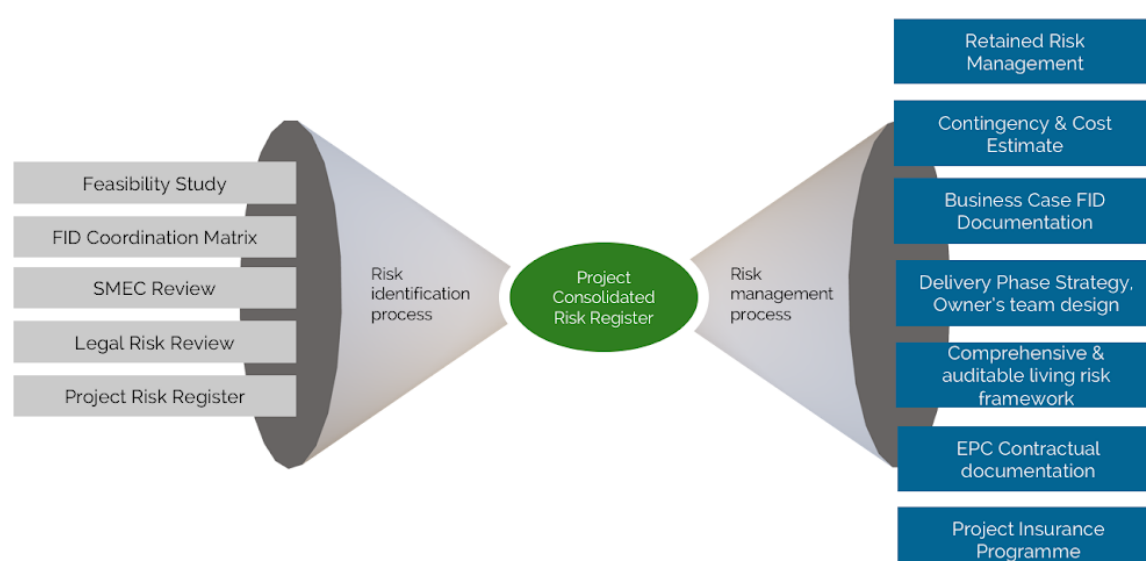 Feasibility Study
FID Coordination Matrix
SMEC Review
Legal Risk Review
Project Risk Register
Risk
identification
process
Project
Consolidated
Risk Register
Risk
management
process
Retained Risk
Management
Contingency & Cost
Estimate
Business Case FID
Documentation
Delivery Phase Strategy,
Owner's team design
Comprehensive &
auditable living risk
framework
EPC Contractual
documentation
Project Insurance
Programme